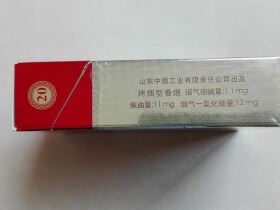 20
山东中烟工业有限责任公司出品
烤烟型香烟 烟气烟碱量:1.1mg
焦油量:11mg 烟气一氧化碳量:12mg